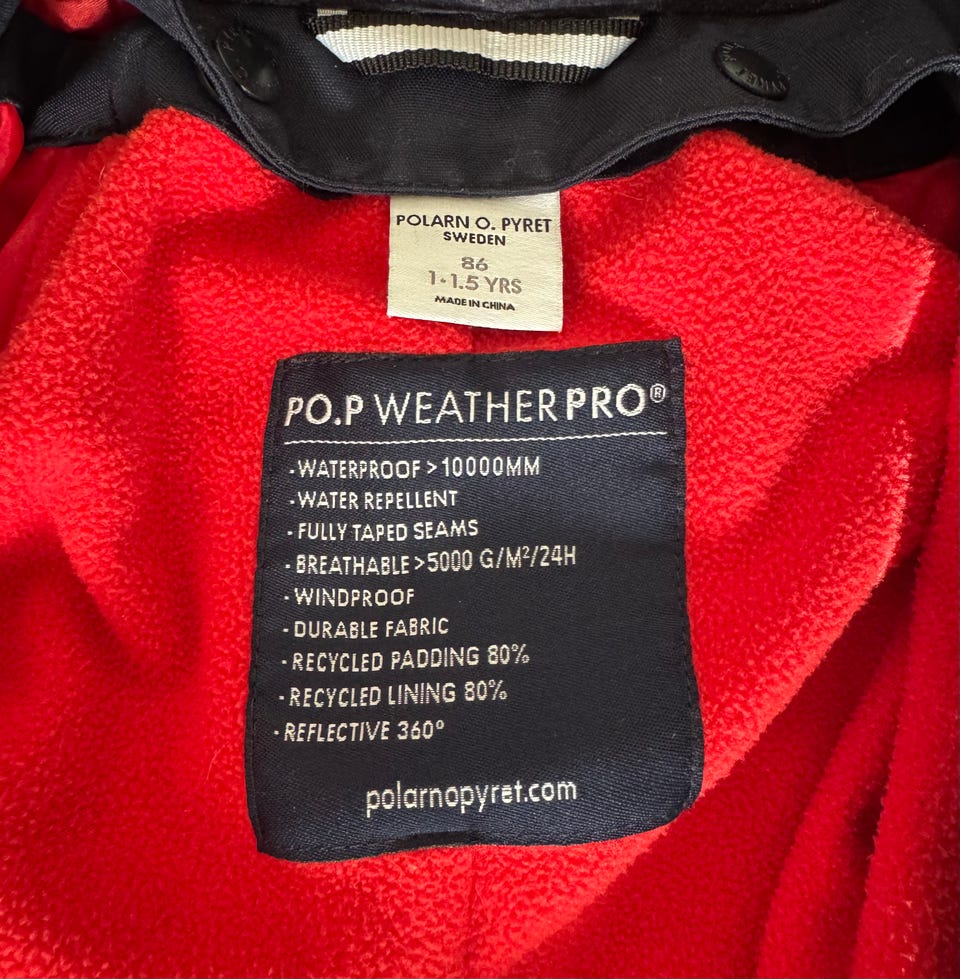 POLARN O. PYRET
SWEDEN
86
1-1.5 YRS
MADE IN CHINA
PO.P WEATHERPRO®
-WATERPROOF >10000MM
-WATER REPELLENT
-FULLY TAPED SEAMS
-BREATHABLE >5000 G/M²/24H
-WINDPROOF
-DURABLE FABRIC
-RECYCLED PADDING 80%
-RECYCLED LINING 80%
-REFLECTIVE 360°
polarnopyret.com